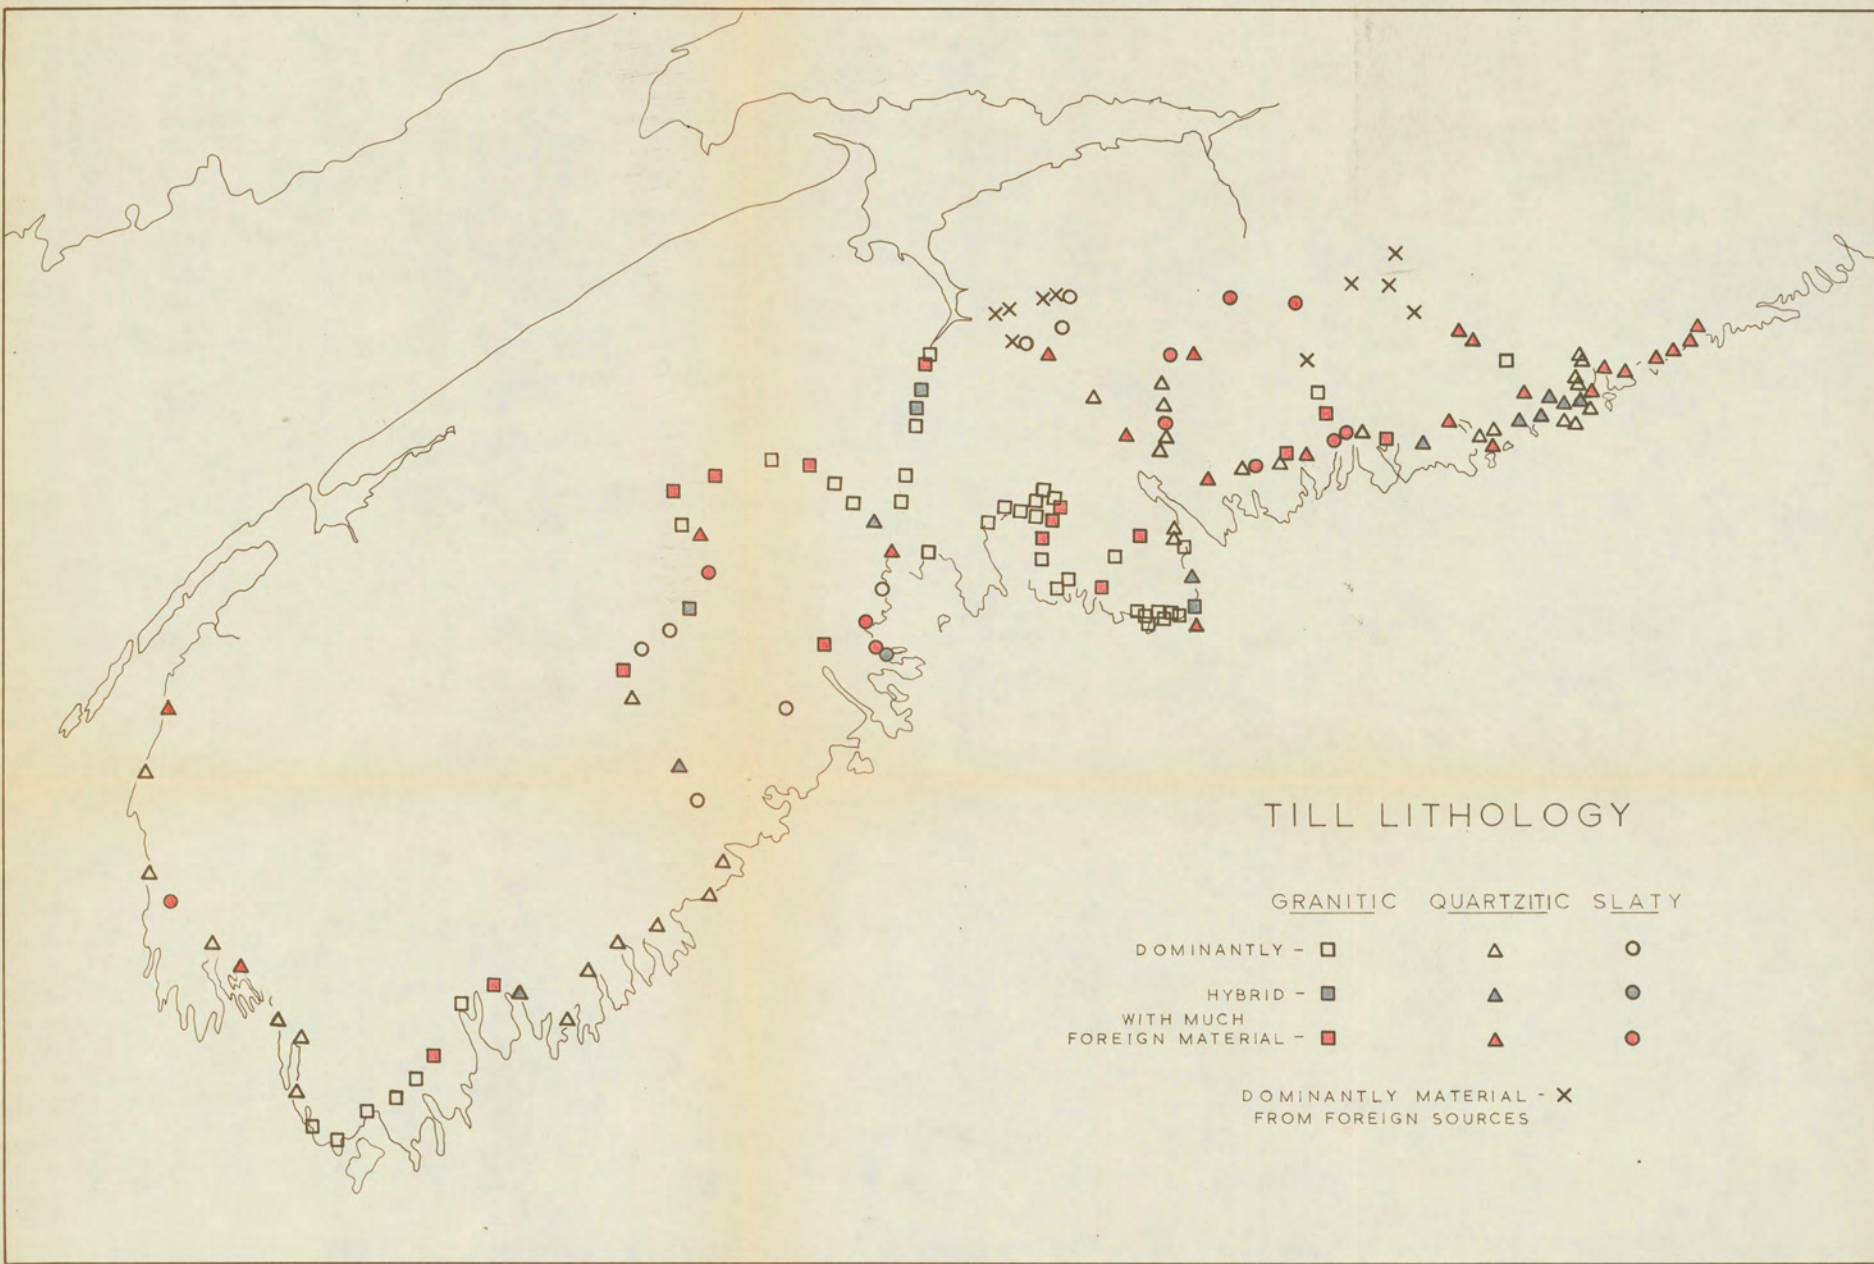 TILL LITHOLOGY
GRANITIC QUARTZITIC SLATY
DOMINANTLY -
HYBRID -
WITH MUCH
FOREIGN MATERIAL -
DOMINANTLY MATERIAL - X
FROM FOREIGN SOURCES